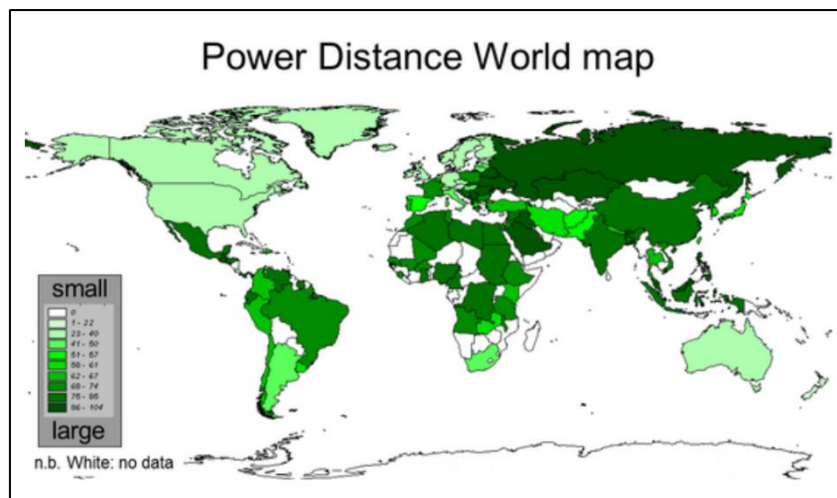 Power Distance World map
small
0
1 - 22
23 - 40
41 - 50
51 - 57
58 - 61
62 - 67
68 - 74
75 - 85
86 - 104
large
n.b. White: no data